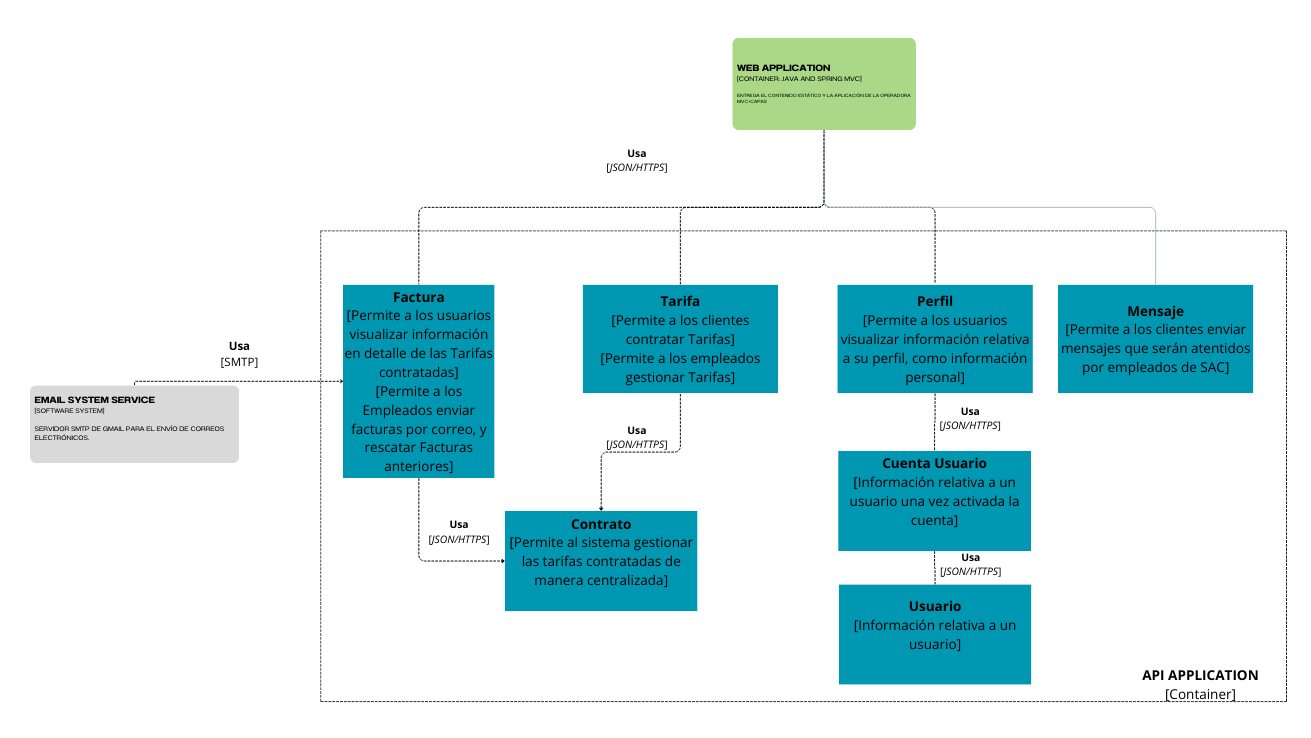 WEB APPLICATION
[CONTAINER: JAVA AND SPRING MVC]
ENTREGA EL CONTENIDO ESTÁTICO Y LA APLICACIÓN DE LA OPERADORA
MVC+CAPAS
Usa
[JSON/HTTPS]
Factura
[Permite a los usuarios
visualizar información
en detalle de las Tarifas
contratadas]
[Permite a los
Empleados enviar
facturas por correo, y
rescatar Facturas
anteriores]
Tarifa
[Permite a los clientes
contratar Tarifas]
[Permite a los empleados
gestionar Tarifas]
Perfil
[Permite a los usuarios
visualizar información relativa
a su perfil, como información
personal]
Mensaje
[Permite a los clientes enviar
mensajes que serán atentidos
por empleados de SAC]
Usa
[SMTP]
EMAIL SYSTEM SERVICE
[SOFTWARE SYSTEM]
SERVIDOR SMTP DE GMAIL PARA EL ENVÍO DE CORREOS
ELECTRÓNICOS.
Usa
[JSON/HTTPS]
Usa
[JSON/HTTPS]
Cuenta Usuario
[Información relativa a un
usuario una vez activada la
cuenta]
Usa
[JSON/HTTPS]
Contrato
[Permite al sistema gestionar
las tarifas contratadas de
manera centralizada]
Usa
[JSON/HTTPS]
Usuario
[Información relativa a un
usuario]
API APPLICATION
[Container]